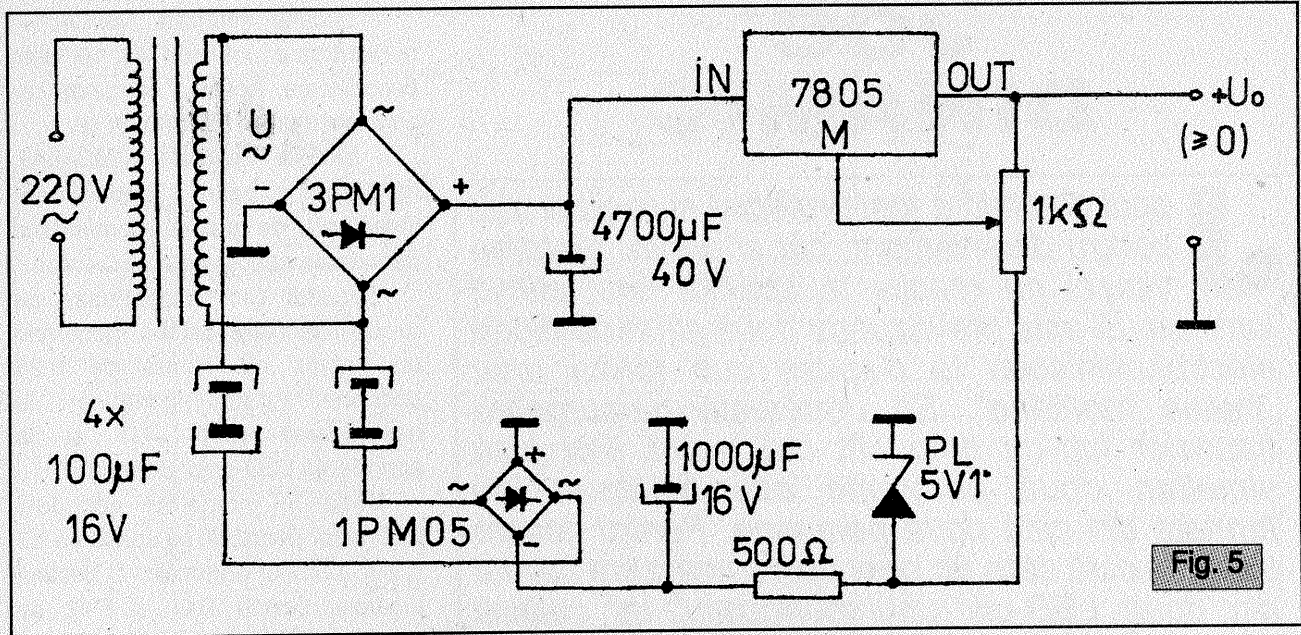 220V
~
U
~
~
-
3PM1
+
~
4700µF
40V
iN
7805
M
OUT
+U₀
(≥0)
1kΩ
4x
100µF
16V
~
+
~
-
1PM05
1000µF
16V
500Ω
PL
5V1
Fig. 5